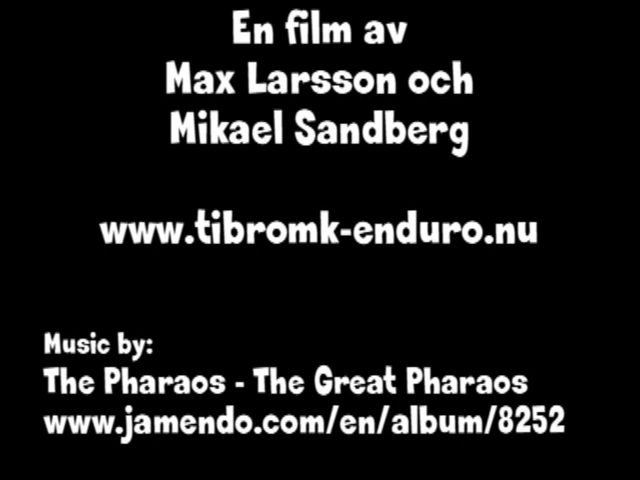 En film av
Max Larsson och
Mikael Sandberg
www.tibromk-enduro.nu
Music by:
The Pharaos - The Great Pharaos
www.jamendo.com/en/album/8252